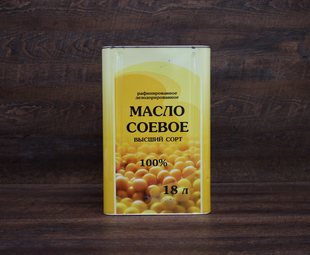 рафинированное
дезодорированное
МАСЛО
СОЕВОЕ
ВЫСШИЙ СОРТ
100%
18 л